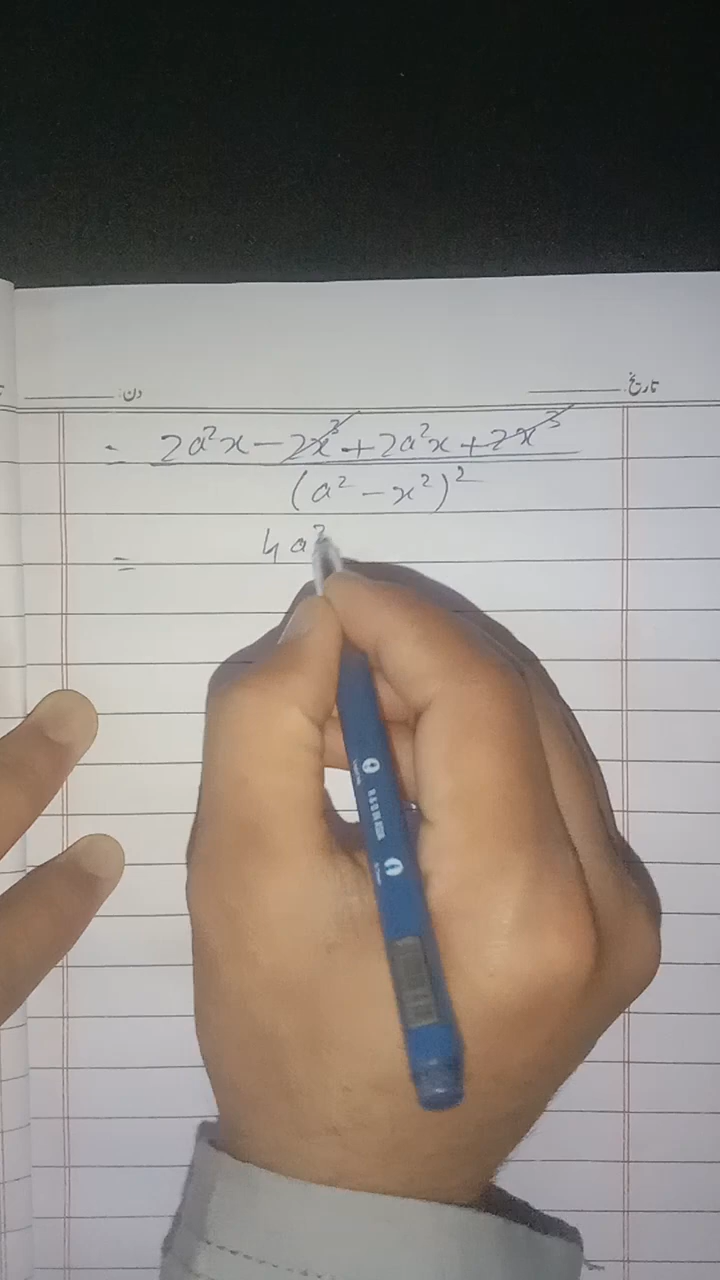 دن: تاریخ:
= 2a²x − 2x³ + 2a²x + 2x³
(a² − x²)²
= 4a²